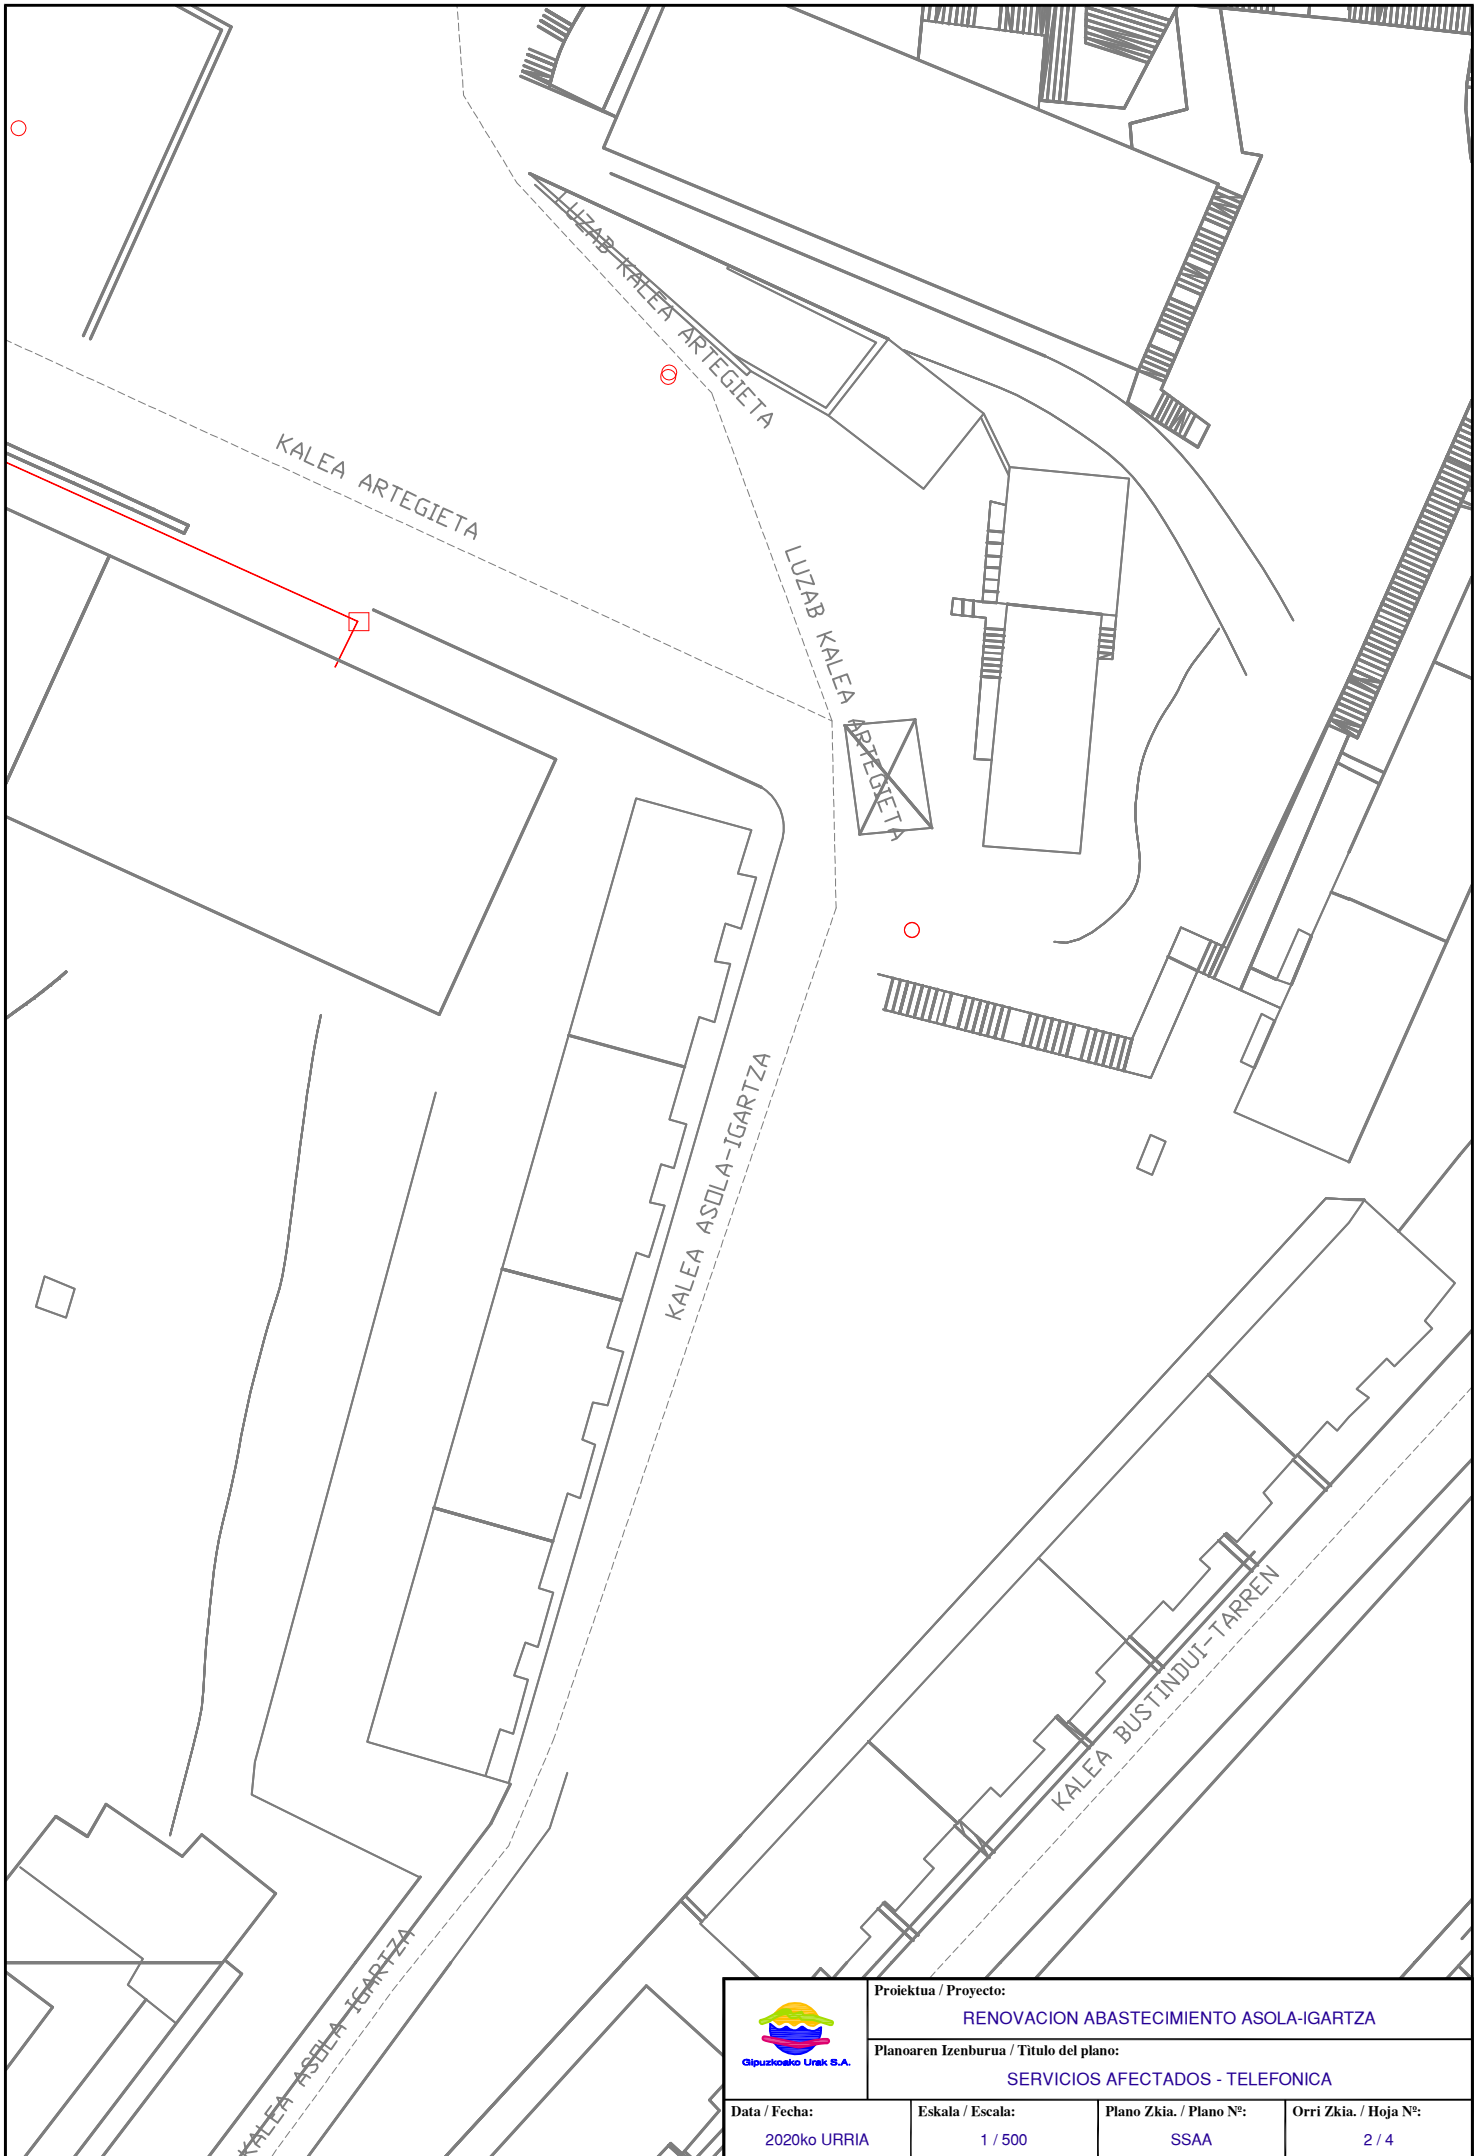 LUZAB KALEA ARTEGIETA
KALEA ARTEGIETA
LUZAB KALEA ARTEGIETA
KALEA ASOLA-IGARTZA
KALEA BUSTINDUI-TARREN
KALEA ASOLA IGARTZA
Gipuzkoako Urak S.A.
Proiektua / Proyecto:
RENOVACION ABASTECIMIENTO ASOLA-IGARTZA
Planoaren Izenburua / Titulo del plano:
SERVICIOS AFECTADOS - TELEFONICA
Data / Fecha:
2020ko URRIA
Eskala / Escala:
1 / 500
Plano Zkia. / Plano Nº:
SSAA
Orri Zkia. / Hoja Nº:
2 / 4